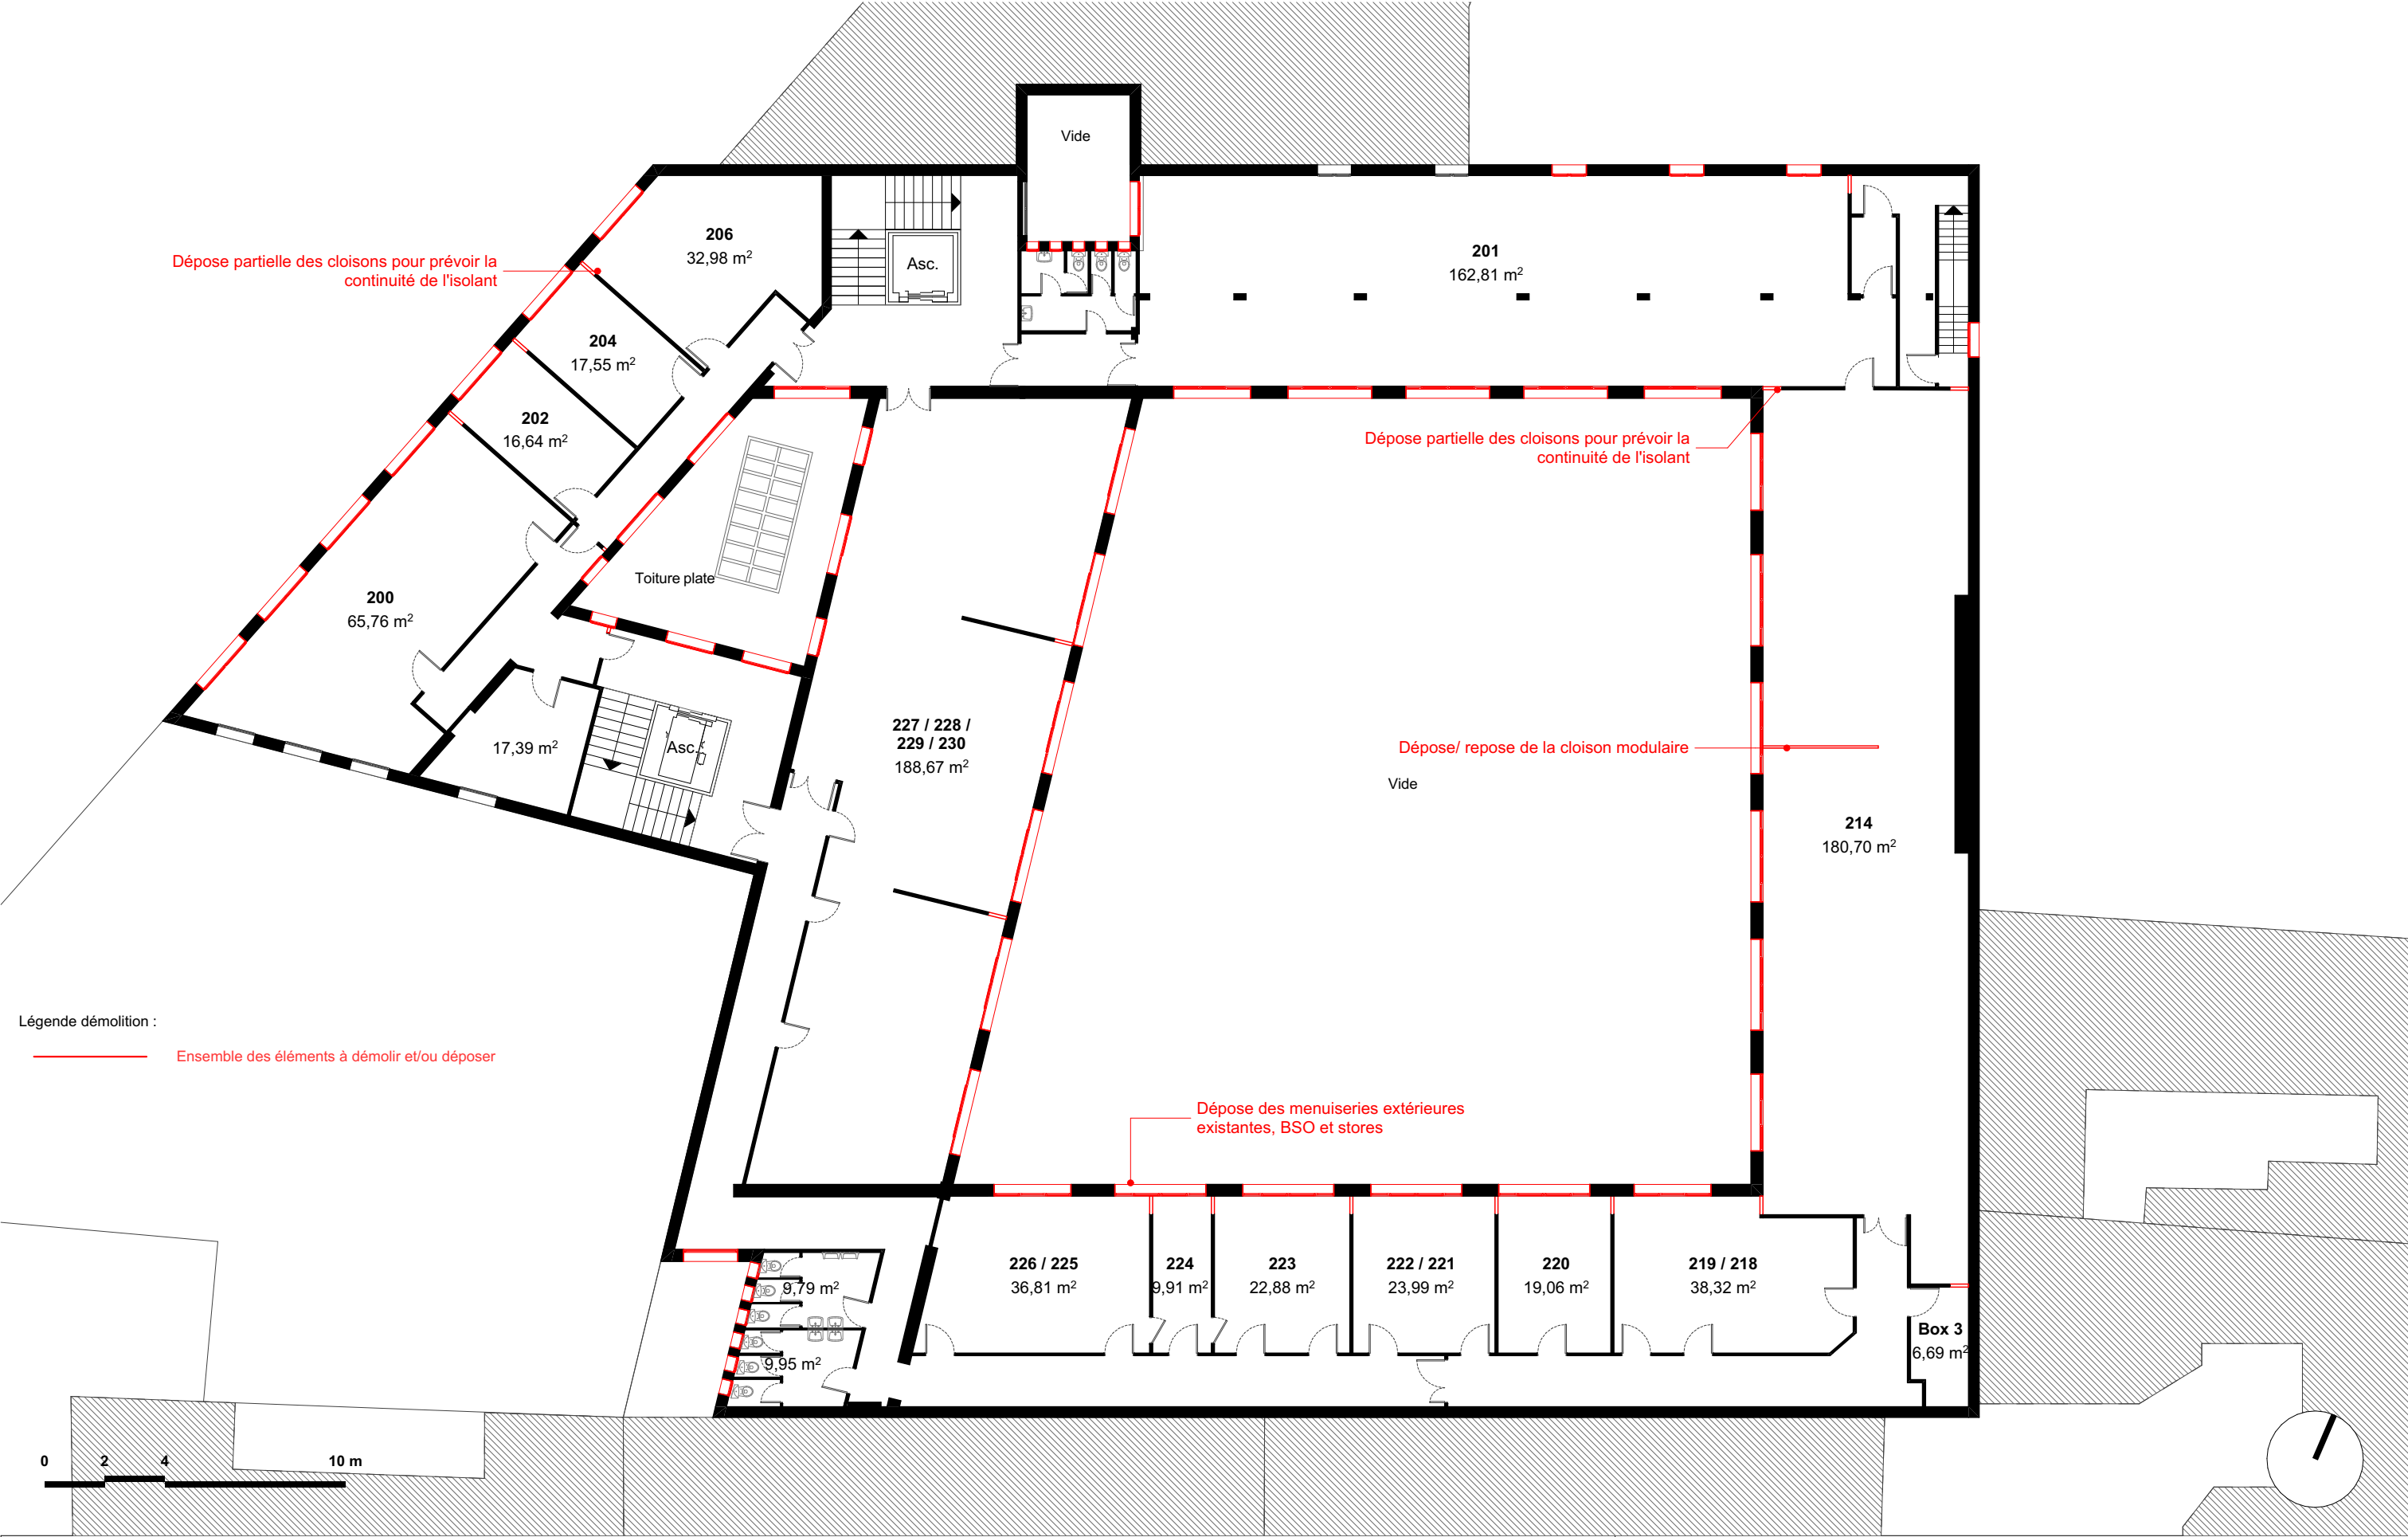 Vide
206
32,98 m²
Asc.
201
162,81 m²
Dépose partielle des cloisons pour prévoir la
continuité de l'isolant
204
17,55 m²
202
16,64 m²
Dépose partielle des cloisons pour prévoir la
continuité de l'isolant
Toiture plate
200
65,76 m²
227 / 228 /
229 / 230
188,67 m²
17,39 m²
Asc.
Dépose/ repose de la cloison modulaire
Vide
214
180,70 m²
Légende démolition :
Ensemble des éléments à démolir et/ou déposer
Dépose des menuiseries extérieures
existantes, BSO et stores
226 / 225
36,81 m²
224
9,91 m²
223
22,88 m²
222 / 221
23,99 m²
220
19,06 m²
219 / 218
38,32 m²
9,79 m²
9,95 m²
Box 3
6,69 m²
0 2 4 10 m